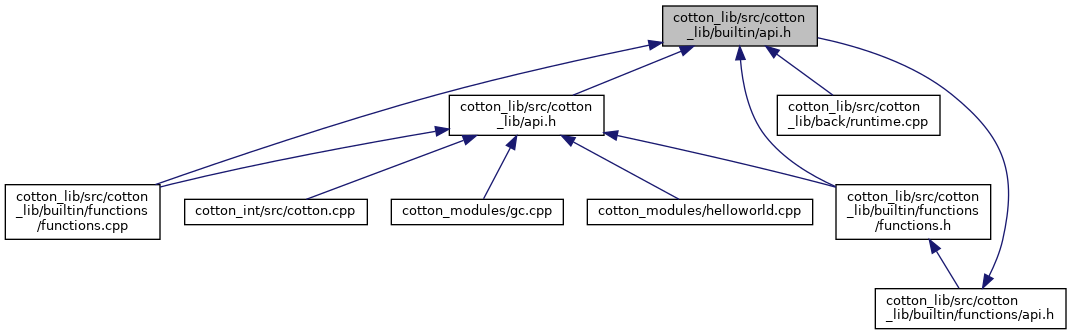 cotton_lib/src/cotton
_lib/builtin/api.h
cotton_lib/src/cotton
_lib/api.h
cotton_lib/src/cotton
_lib/back/runtime.cpp
cotton_lib/src/cotton
_lib/builtin/functions
/functions.cpp
cotton_int/src/cotton.cpp
cotton_modules/gc.cpp
cotton_modules/helloworld.cpp
cotton_lib/src/cotton
_lib/builtin/functions
/functions.h
cotton_lib/src/cotton
_lib/builtin/functions/api.h